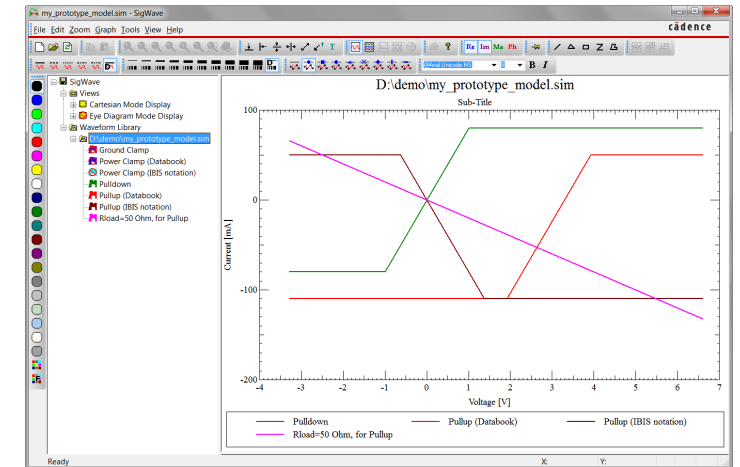 my_prototype_model.sim - SigWave
File Edit Zoom Graph Tools View Help
cādence
T ? Re Im Ma Ph
@Arial Unicode MS B I
SigWave
Views
Cartesian Mode Display
Eye Diagram Mode Display
Waveform Library
D:\demo\my_prototype_model.sim
Ground Clamp
Power Clamp (Databook)
Power Clamp (IBIS notation)
Pulldown
Pullup (Databook)
Pullup (IBIS notation)
Rload=50 Ohm, for Pullup
D:\demo\my_prototype_model.sim
Sub-Title
100
0
-100
-200
Current [mA]
-4 -3 -2 -1 0 1 2 3 4 5 6 7
Voltage [V]
Pulldown Pullup (Databook) Pullup (IBIS notation)
Rload=50 Ohm, for Pullup
Ready X: Y: